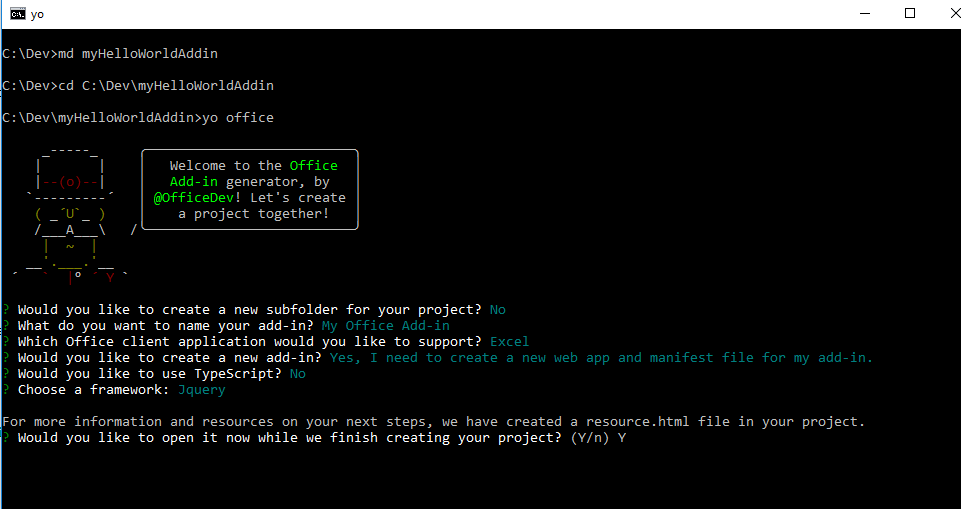 yo
C:\Dev>md myHelloWorldAddin
C:\Dev>cd C:\Dev\myHelloWorldAddin
C:\Dev\myHelloWorldAddin>yo office
Welcome to the Office
Add-in generator, by
@OfficeDev! Let's create
a project together!
? Would you like to create a new subfolder for your project? No
? What do you want to name your add-in? My Office Add-in
? Which Office client application would you like to support? Excel
? Would you like to create a new add-in? Yes, I need to create a new web app and manifest file for my add-in.
? Would you like to use TypeScript? No
? Choose a framework: Jquery
For more information and resources on your next steps, we have created a resource.html file in your project.
? Would you like to open it now while we finish creating your project? (Y/n) Y